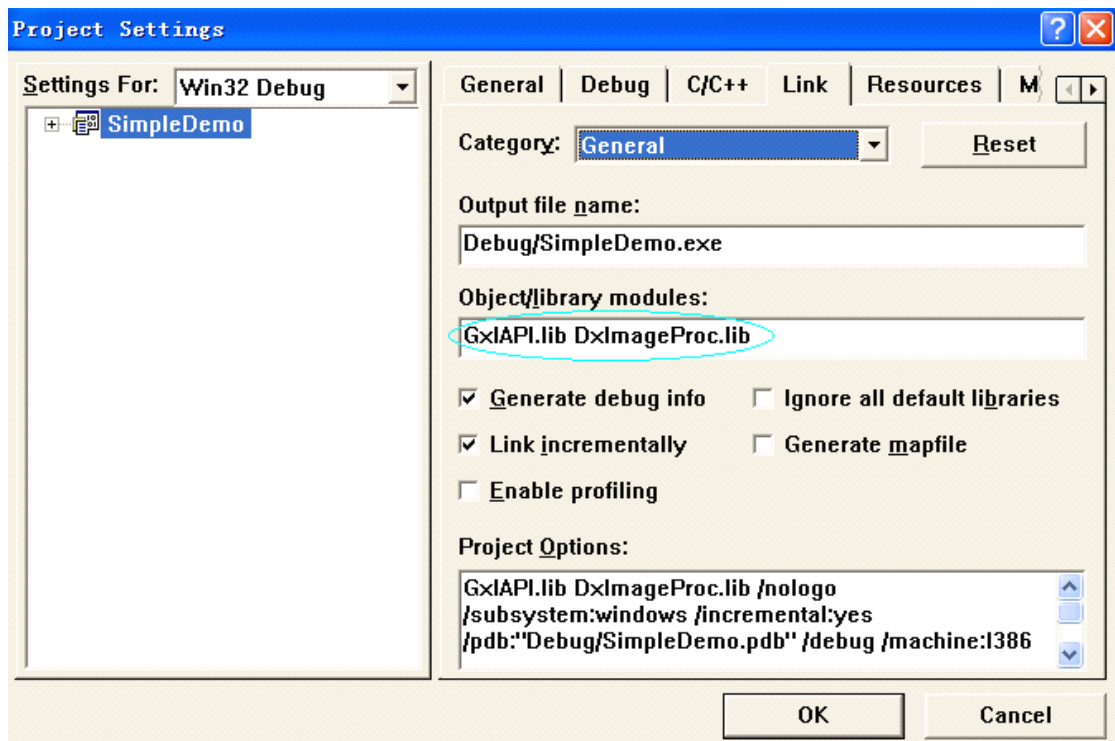 Project Settings
Settings For: Win32 Debug
SimpleDemo
General Debug C/C++ Link Resources M
Category: General Reset
Output file name:
Debug/SimpleDemo.exe
Object/library modules:
GxIAPI.lib DxImageProc.lib
Generate debug info Ignore all default libraries
Link incrementally Generate mapfile
Enable profiling
Project Options:
GxIAPI.lib DxImageProc.lib /nologo
/subsystem:windows /incremental:yes
/pdb:"Debug/SimpleDemo.pdb" /debug /machine:I386
OK Cancel